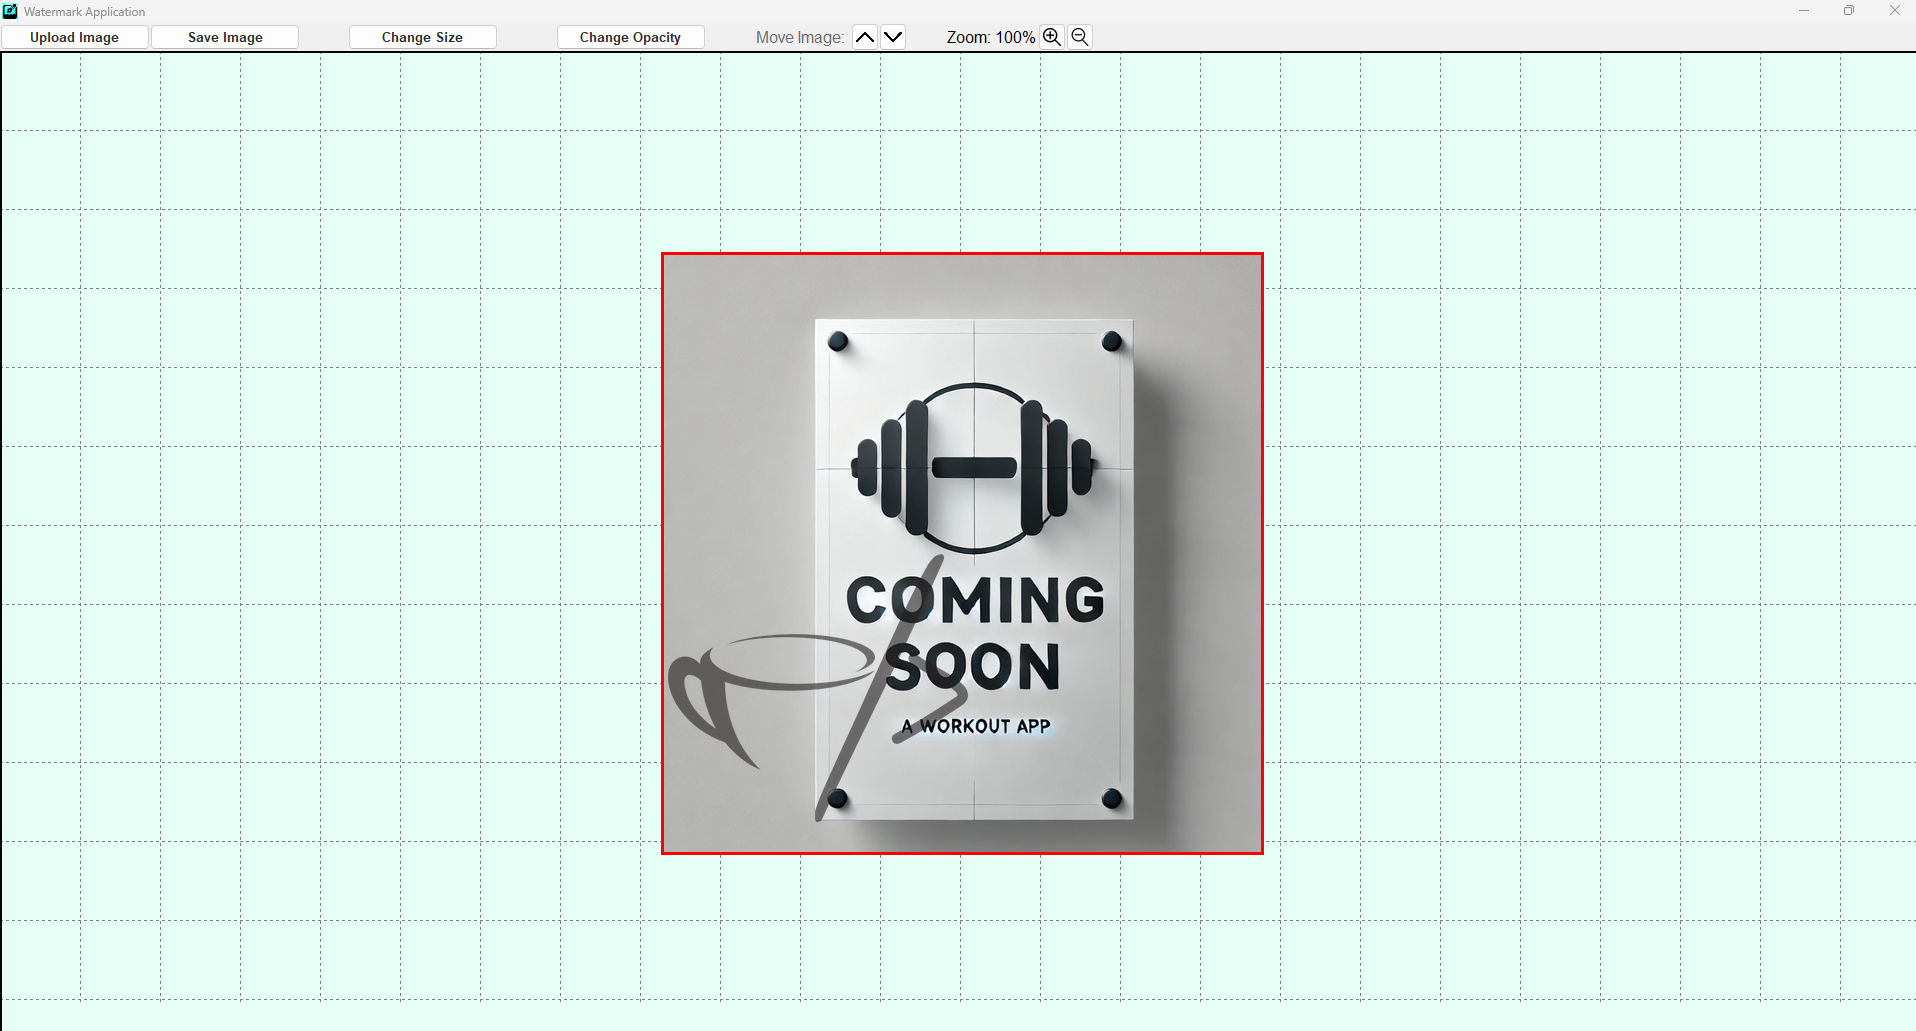 Watermark Application
Upload Image
Save Image
Change Size
Change Opacity
Move Image:
Zoom: 100%
COMING
SOON
A WORKOUT APP